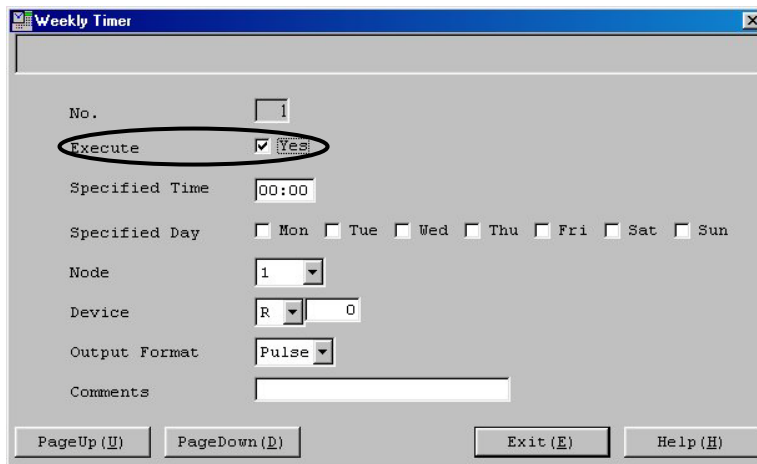 Weekly Timer
No. 1
Execute Yes
Specified Time 00:00
Specified Day Mon Tue Wed Thu Fri Sat Sun
Node 1
Device R 0
Output Format Pulse
Comments
PageUp(U) PageDown(D) Exit(E) Help(H)